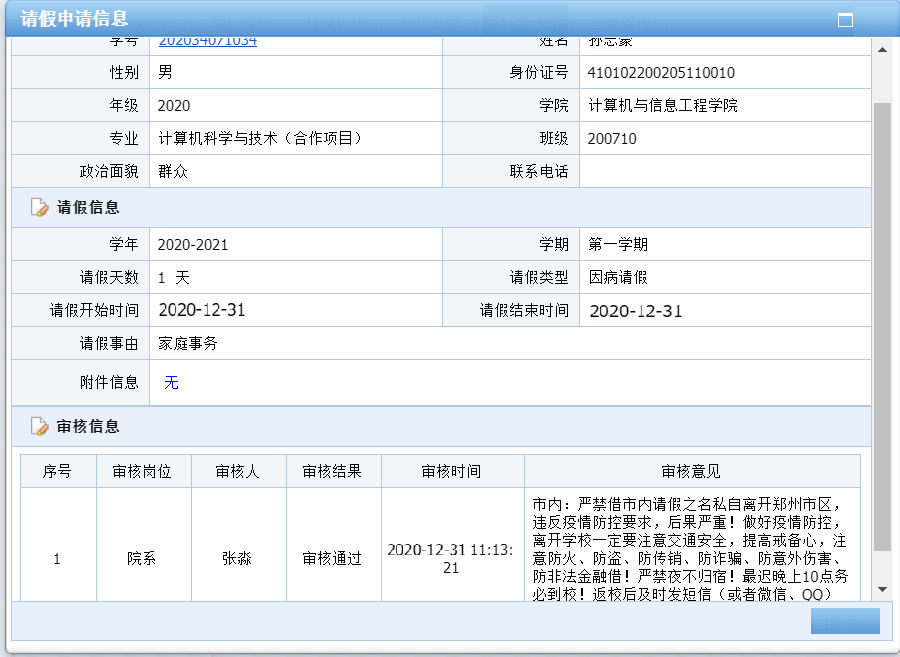 请假申请信息
学号 202034071034 姓名 孙志豪
性别 男 身份证号 410102200205110010
年级 2020 学院 计算机与信息工程学院
专业 计算机科学与技术（合作项目） 班级 200710
政治面貌 群众 联系电话
请假信息
学年 2020-2021 学期 第一学期
请假天数 1 天 请假类型 因病请假
请假开始时间 2020-12-31 请假结束时间 2020-12-31
请假事由 家庭事务
附件信息 无
审核信息
序号 审核岗位 审核人 审核结果 审核时间 审核意见
1 院系 张淼 审核通过 2020-12-31 11:13:
21
市内：严禁借市内请假之名私自离开郑州市区，
违反疫情防控要求，后果严重！做好疫情防控，
离开学校一定要注意交通安全，提高戒备心，注
意防火、防盗、防传销、防诈骗、防意外伤害、
防非法金融借！严禁夜不归宿！最迟晚上10点务
必到校！返校后及时发短信（或者微信、QQ）